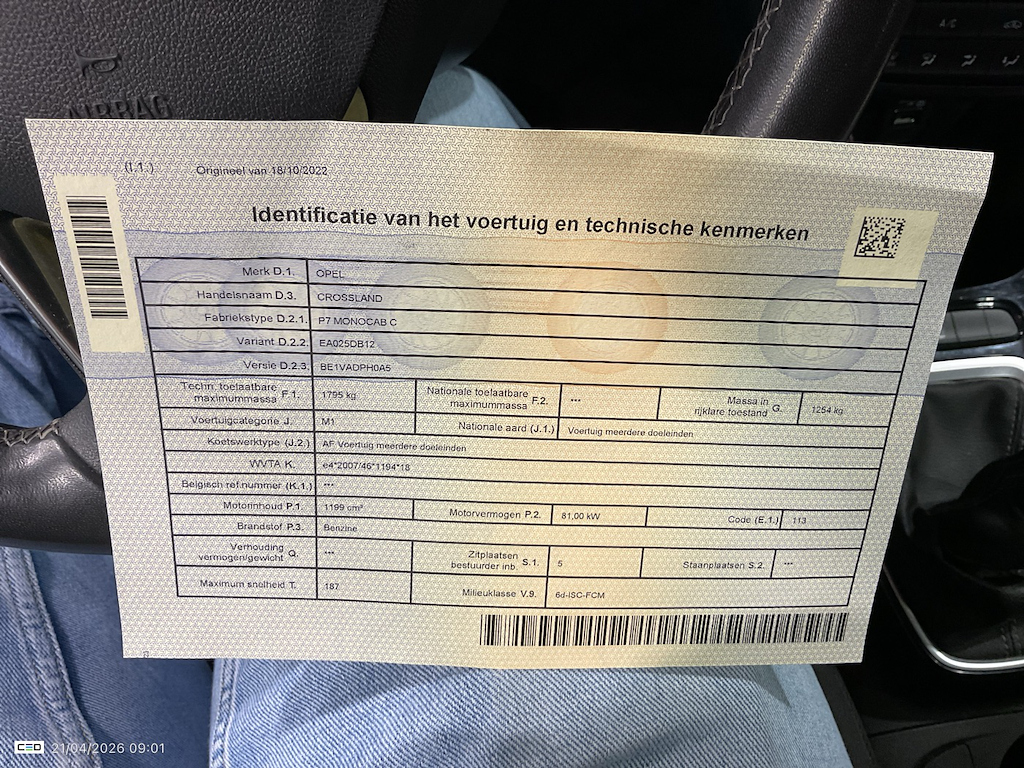 AIRBAG
A/C
(I.1.) Origineel van 18/10/2022
Identificatie van het voertuig en technische kenmerken
Merk D.1. OPEL
Handelsnaam D.3. CROSSLAND
Fabriekstype D.2.1. P7 MONOCAB C
Variant D.2.2. EA025DB12
Versie D.2.3. BE1VADPH0A5
Techn. toelaatbare maximummassa F.1. 1795 kg Nationale toelaatbare maximummassa F.2. *** Massa in rijklare toestand G. 1254 kg
Voertuigcategorie J. M1 Nationale aard (J.1.) Voertuig meerdere doeleinden
Koetswerktype (J.2.) AF Voertuig meerdere doeleinden
WVTA K. e4*2007/46*1194*18
Belgisch ref.nummer (K.1.) ***
Motorinhoud P.1. 1199 cm³ Motorvermogen P.2. 81,00 kW Code (E.1.) 113
Brandstof P.3. Benzine
Verhouding vermogen/gewicht Q. *** Zitplaatsen bestuurder inb. S.1. 5 Staanplaatsen S.2. ***
Maximum snelheid T. 187 Milieuklasse V.9. 6d-ISC-FCM
CEO 21/04/2026 09:01